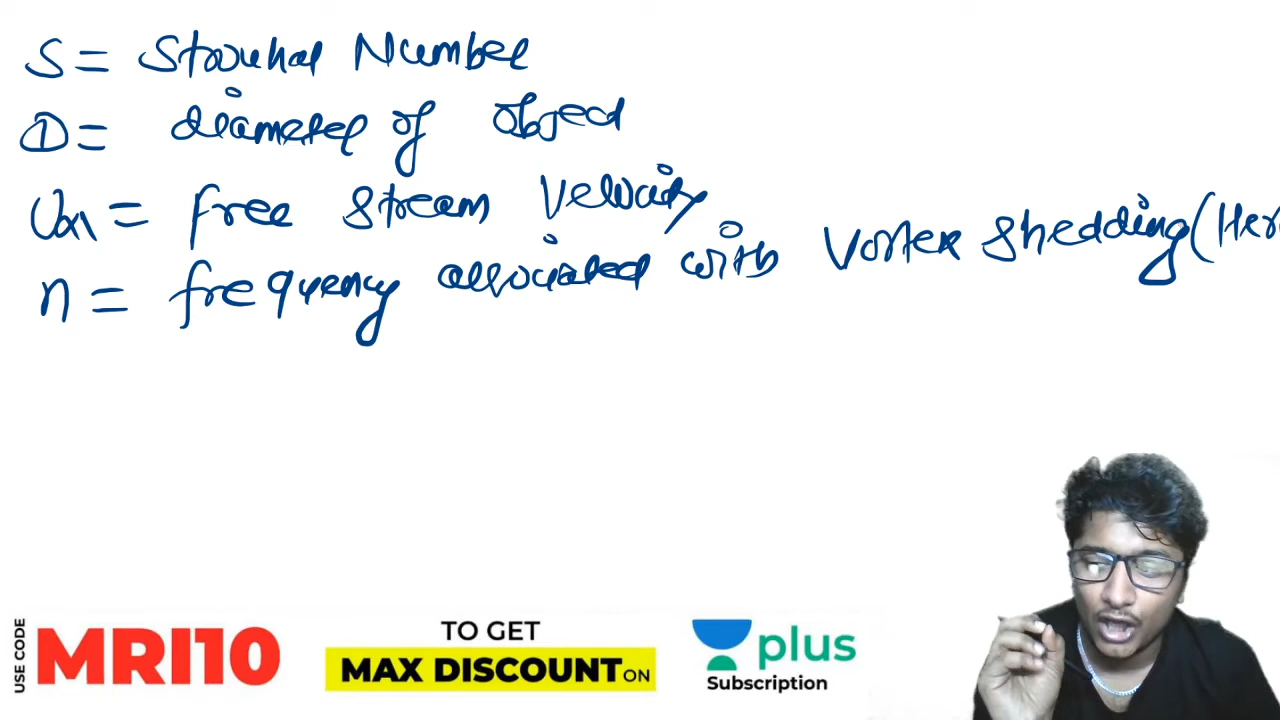 S = Strouhal Number
D = diameter of object
U∞ = free stream velocity
n = frequency associated with Vortex Shedding (Her
USE CODE
MRI10
TO GET
MAX DISCOUNT ON
plus
Subscription